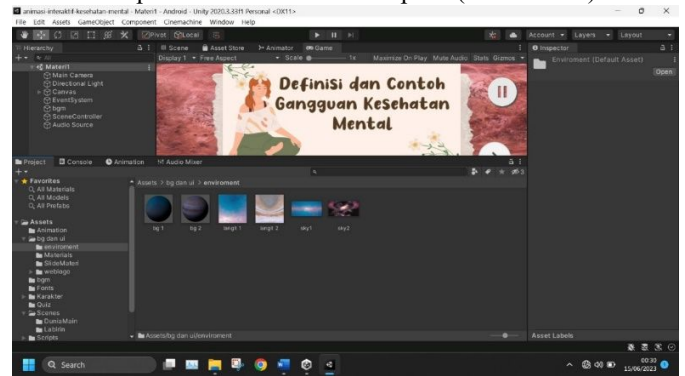 animasi-interaktif-kesehatan-mental - Materi1 - Android - Unity 2020.3.33f1 Personal <DX11>
File Edit Assets GameObject Component Cinemachine Window Help
Pivot Local Account Layers Layout
Hierarchy Scene Asset Store Animator Game Inspector
Display 1 Free Aspect Scale 1x Maximize On Play Mute Audio Stats Gizmos
Enviroment (Default Asset)
Open
Materi1
Main Camera
Directional Light
Canvas
EventSystem
bgm
SceneController
Audio Source
Definisi dan Contoh
Gangguan Kesehatan
Mental
Project Console Animation Audio Mixer
Favorites
All Materials
All Models
All Prefabs
Assets
Animation
bg dan ui
enviroment
Materials
SlideMateri
bgm
Fonts
Karakter
Quiz
Scenes
DuniaMain
Labirin
Scripts
Assets > bg dan ui > enviroment
bg 1 bg 2 langit 1 langit 2 sky1 sky2
Assets/bg dan ui/enviroment
Asset Labels
Search
00:30
15/06/2023